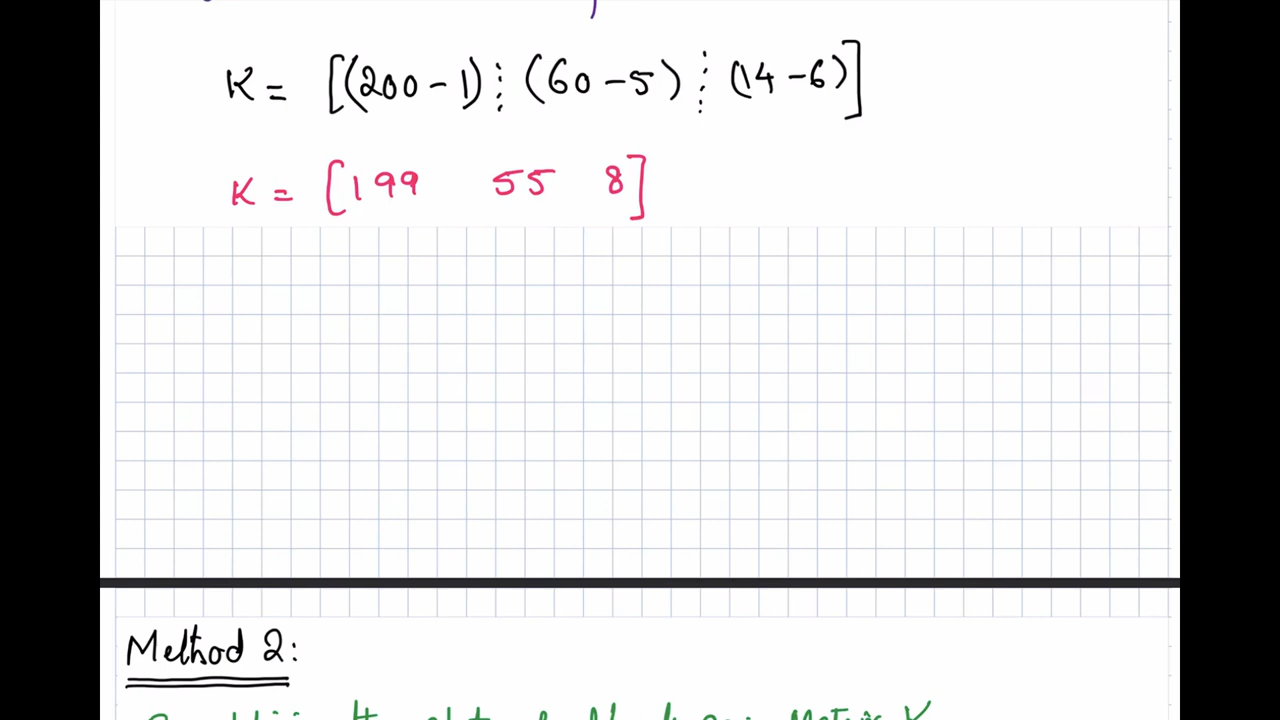 K = [(200 - 1) ⋮ (60 - 5) ⋮ (14 - 6)]
K = [199 55 8]
Method 2: